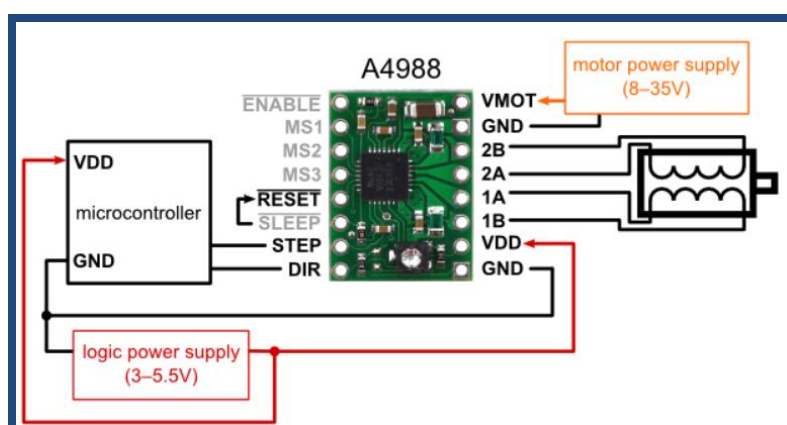 A4988
motor power supply
(8–35V)
ENABLE
VMOT
MS1
GND
MS2
2B
MS3
2A
RESET
1A
SLEEP
1B
STEP
VDD
DIR
GND
VDD
microcontroller
GND
logic power supply
(3–5.5V)